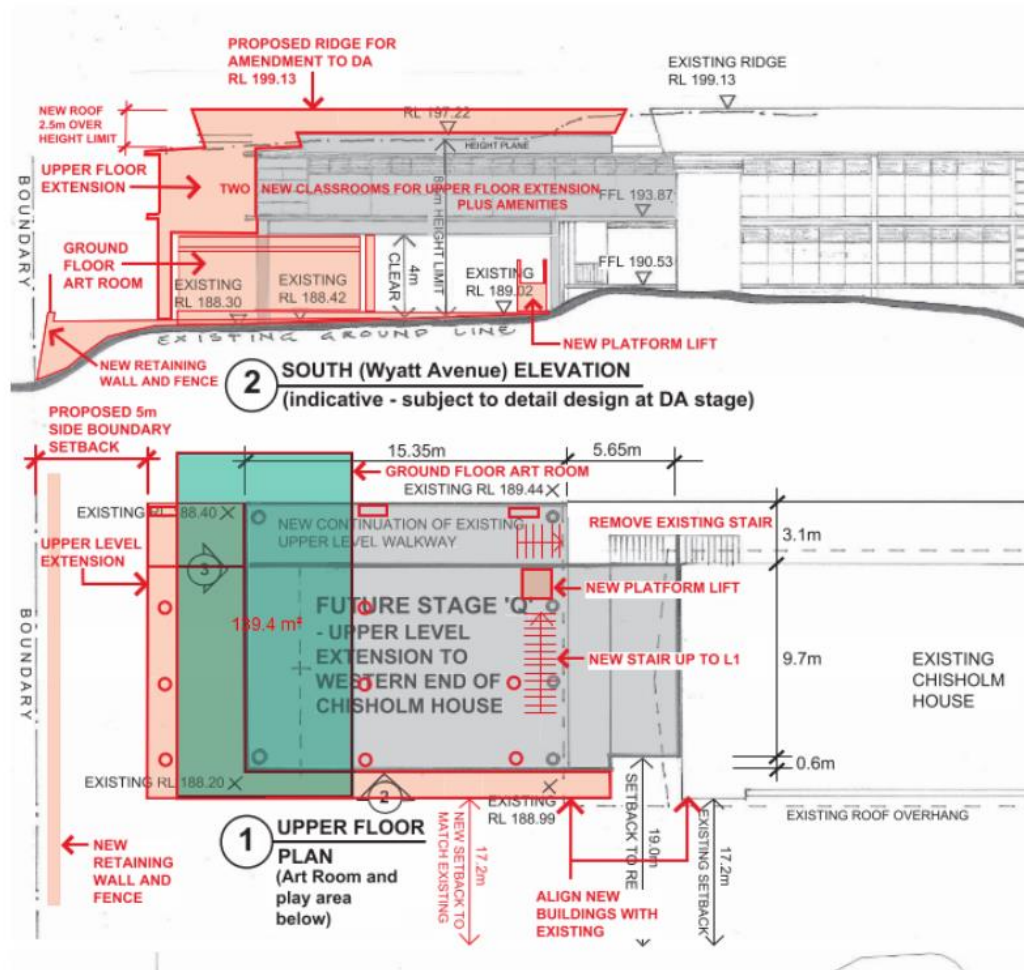 PROPOSED RIDGE FOR
AMENDMENT TO DA
RL 199.13
EXISTING RIDGE
RL 199.13
NEW ROOF
2.5m OVER
HEIGHT LIMIT
RL 197.22
HEIGHT PLANE
UPPER FLOOR
EXTENSION
TWO NEW CLASSROOMS FOR UPPER FLOOR EXTENSION
PLUS AMENITIES
FFL 193.87
BOUNDARY
HEIGHT LIMIT
GROUND
FLOOR
ART ROOM
4m
CLEAR
FFL 190.53
EXISTING
RL 188.30
EXISTING
RL 188.42
EXISTING
RL 189.02
EXISTING GROUND LINE
NEW PLATFORM LIFT
NEW RETAINING
WALL AND FENCE
2
SOUTH (Wyatt Avenue) ELEVATION
(indicative - subject to detail design at DA stage)
PROPOSED 5m
SIDE BOUNDARY
SETBACK
15.35m
5.65m
GROUND FLOOR ART ROOM
EXISTING RL 189.44
EXISTING RL 188.40
NEW CONTINUATION OF EXISTING
UPPER LEVEL WALKWAY
REMOVE EXISTING STAIR
3.1m
UPPER LEVEL
EXTENSION
3
NEW PLATFORM LIFT
FUTURE STAGE 'Q'
139.4 m²
- UPPER LEVEL
EXTENSION TO
WESTERN END OF
CHISHOLM HOUSE
NEW STAIR UP TO L1
9.7m
EXISTING
CHISHOLM
HOUSE
BOUNDARY
0.6m
EXISTING RL 188.20
2
EXISTING
RL 188.99
EXISTING ROOF OVERHANG
1
UPPER FLOOR
PLAN
(Art Room and
play area
below)
NEW SETBACK TO
MATCH EXISTING
17.2m
SETBACK TO RE
19.0m
EXISTING SETBACK
17.2m
NEW
RETAINING
WALL AND
FENCE
ALIGN NEW
BUILDINGS WITH
EXISTING